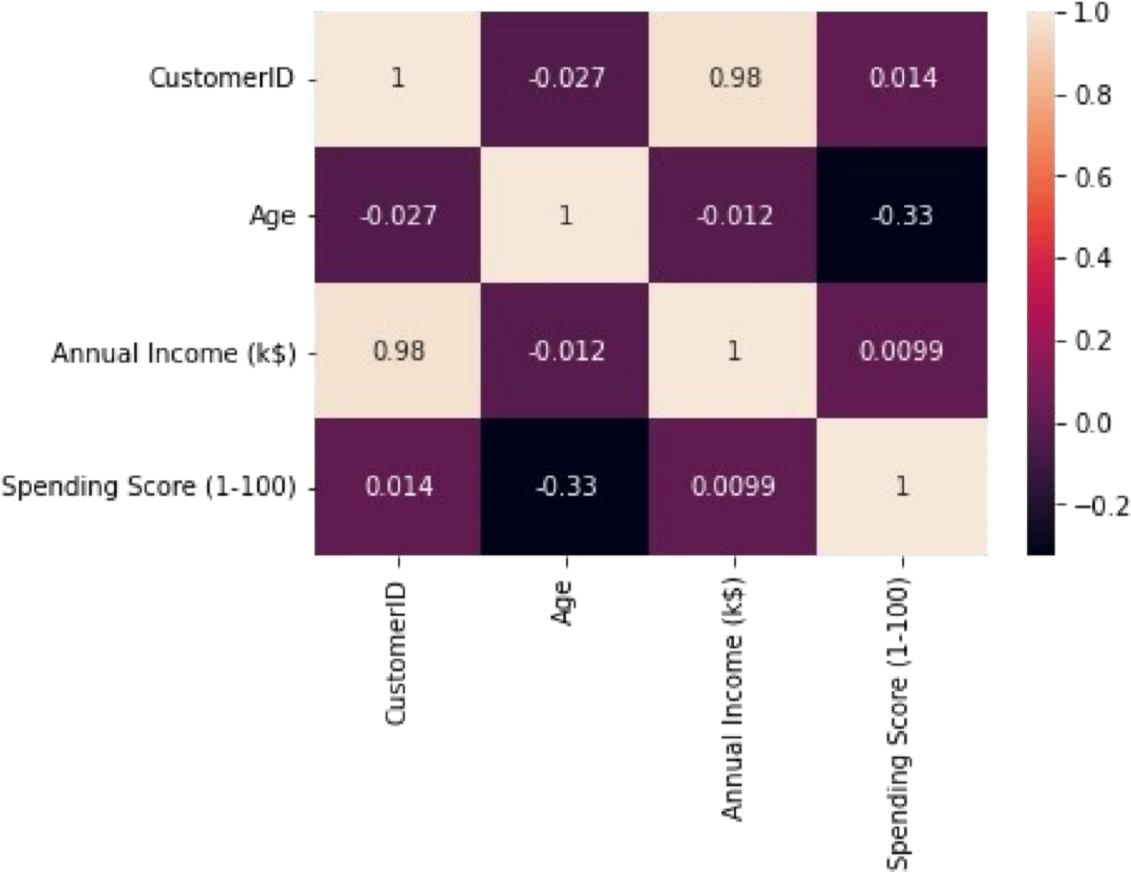 CustomerID 1 -0.027 0.98 0.014
Age -0.027 1 -0.012 -0.33
Annual Income (k$) 0.98 -0.012 1 0.0099
Spending Score (1-100) 0.014 -0.33 0.0099 1
CustomerID
Age
Annual Income (k$)
Spending Score (1-100)
1.0
0.8
0.6
0.4
0.2
0.0
−0.2